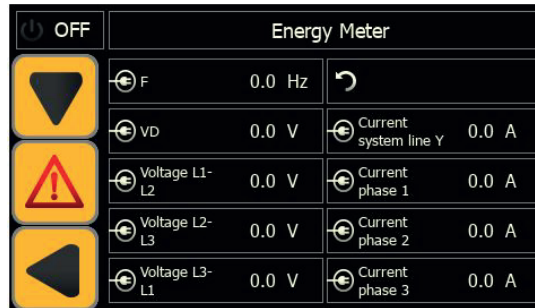 OFF
Energy Meter
F 0.0 Hz
VD 0.0 V
Current
system line Y 0.0 A
Voltage L1-
L2 0.0 V
Current
phase 1 0.0 A
Voltage L2-
L3 0.0 V
Current
phase 2 0.0 A
Voltage L3-
L1 0.0 V
Current
phase 3 0.0 A